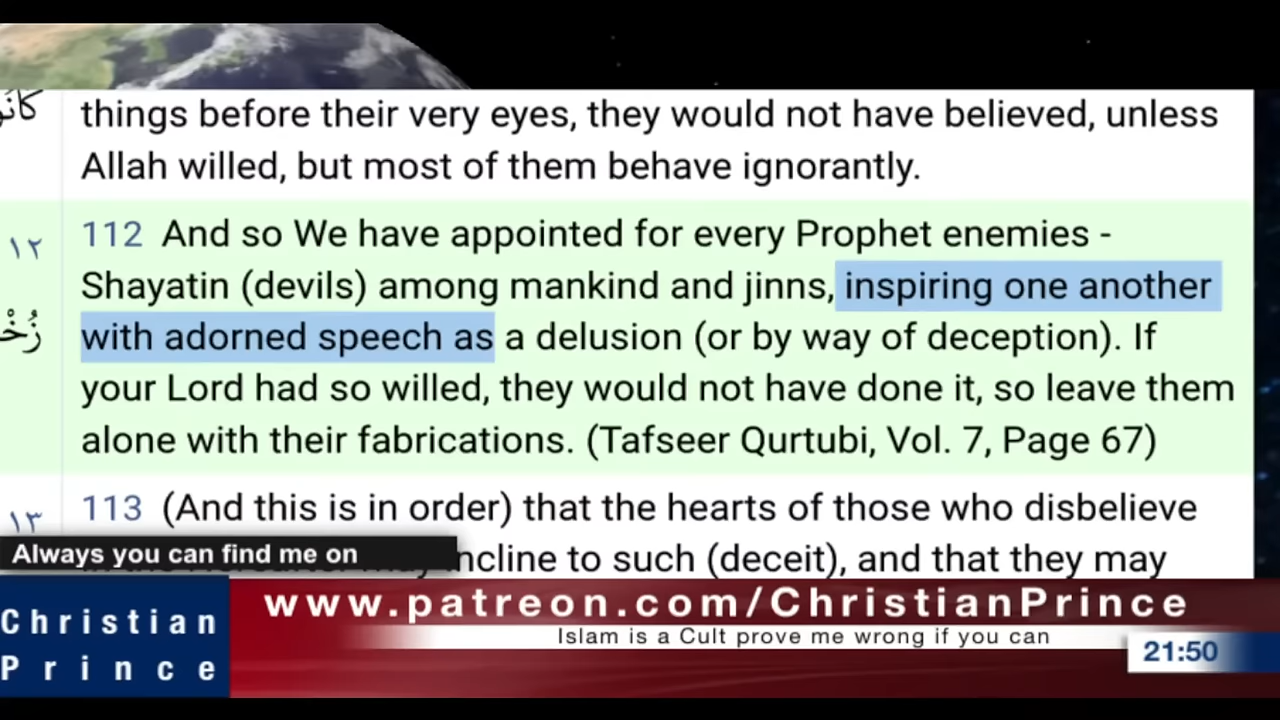 things before their very eyes, they would not have believed, unless
Allah willed, but most of them behave ignorantly.
١٢
112 And so We have appointed for every Prophet enemies -
Shayatin (devils) among mankind and jinns, inspiring one another
with adorned speech as a delusion (or by way of deception). If
your Lord had so willed, they would not have done it, so leave them
alone with their fabrications. (Tafseer Qurtubi, Vol. 7, Page 67)
١٣
113 (And this is in order) that the hearts of those who disbelieve
incline to such (deceit), and that they may
Always you can find me on
www.patreon.com/ChristianPrince
Christian
Prince
Islam is a Cult prove me wrong if you can
21:50